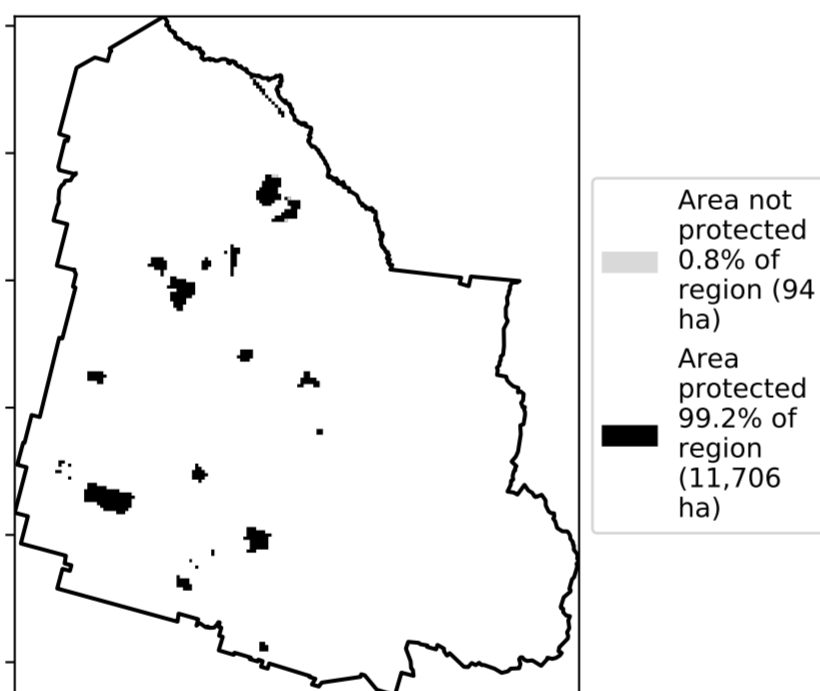 Area not
protected
0.8% of
region (94
ha)
Area
protected
99.2% of
region
(11,706
ha)